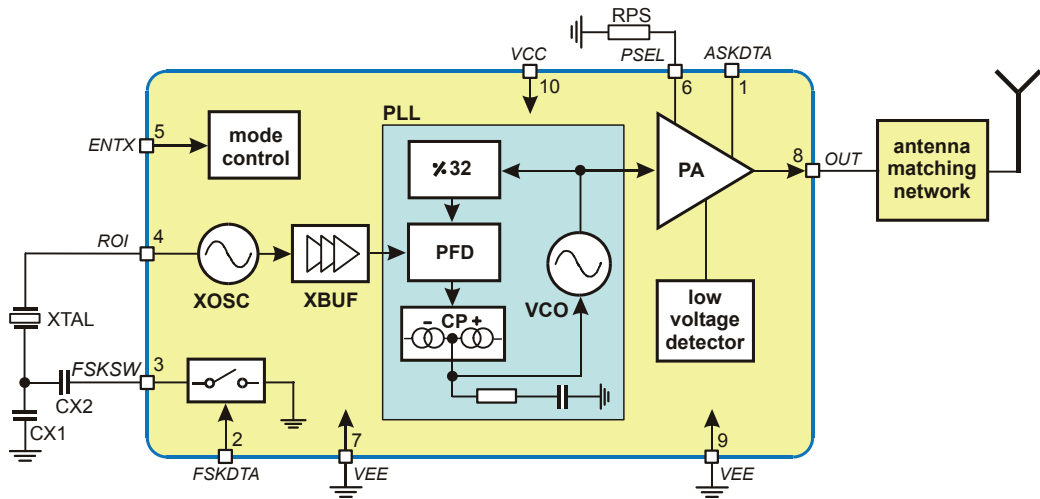 RPS
VCC
PSEL
ASKDTA
10
6
1
PLL
5
ENTX
mode
control
٪32
PA
8
OUT
antenna
matching
network
ROI
4
PFD
XOSC
XBUF
VCO
low
voltage
detector
XTAL
- CP +
3
FSKSW
CX2
CX1
2
FSKDTA
7
VEE
9
VEE